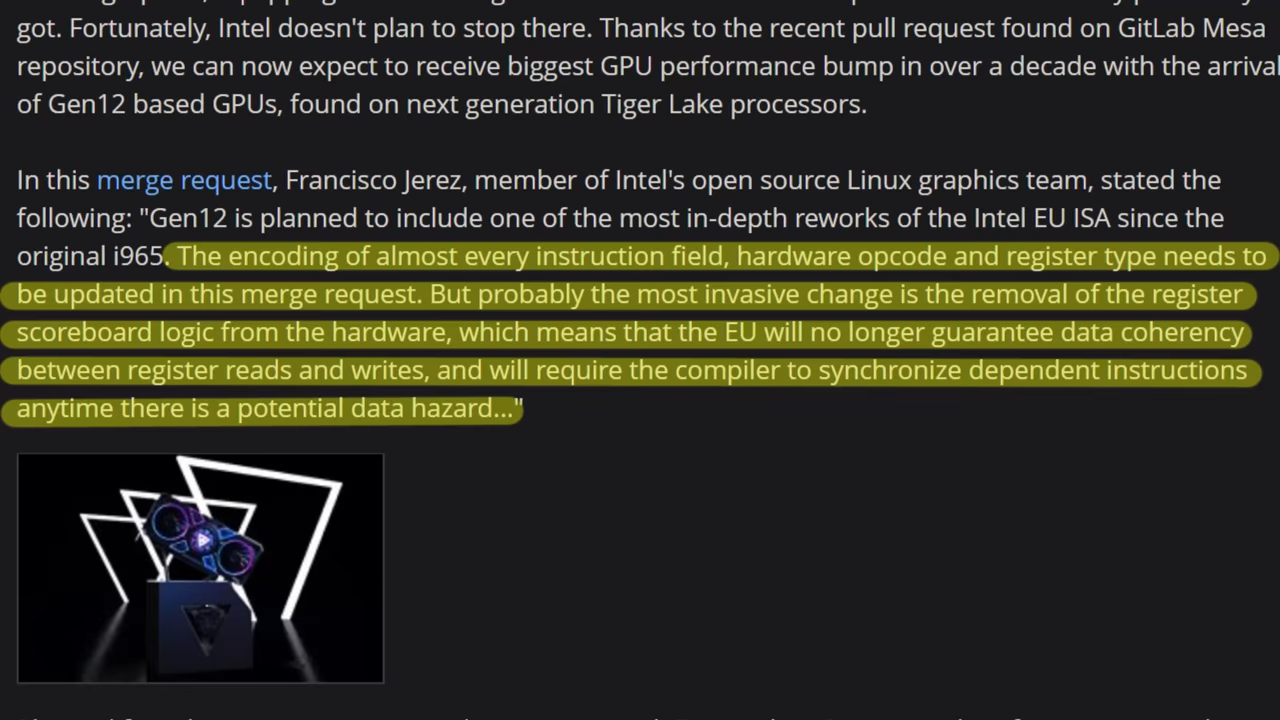 got. Fortunately, Intel doesn't plan to stop there. Thanks to the recent pull request found on GitLab Mesa
repository, we can now expect to receive biggest GPU performance bump in over a decade with the arrival
of Gen12 based GPUs, found on next generation Tiger Lake processors.
In this merge request, Francisco Jerez, member of Intel's open source Linux graphics team, stated the
following: "Gen12 is planned to include one of the most in-depth reworks of the Intel EU ISA since the
original i965. The encoding of almost every instruction field, hardware opcode and register type needs to
be updated in this merge request. But probably the most invasive change is the removal of the register
scoreboard logic from the hardware, which means that the EU will no longer guarantee data coherency
between register reads and writes, and will require the compiler to synchronize dependent instructions
anytime there is a potential data hazard..."